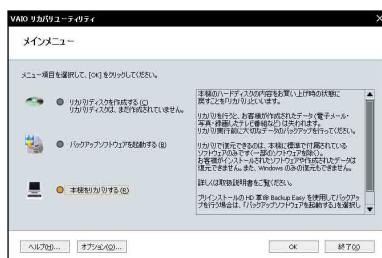 VAIO リカバリユーティリティ
メインメニュー
メニュー項目を選択して、[OK]をクリックしてください。
リカバリディスクを作成する(C)
リカバリディスクは、まだ作成されていません。
バックアップソフトウェアを起動する(B)
本機をリカバリする(R)
本機のハードディスクの内容をお買い上げ時の状態に
戻すことを「リカバリ」といいます。
リカバリを行うと、お客様が作成されたデータ(電子メール・
写真・録画したテレビ番組など)は失われます。
リカバリ実行前に大切なデータのバックアップを行ってください。
リカバリで復元できるのは、本機に標準で付属されている
ソフトウェアのみです(一部のソフトウェアを除く)。
お客様がインストールされたソフトウェアや作成されたデータは
復元できません。また、Windowsのみの復元もできません。
詳しくは取扱説明書をご覧ください。
プリインストールの HD 革命 Backup Easy を使用してバックアッ
プを行う場合は、「バックアップソフトウェアを起動する」を選択し
ヘルプ(H)...
オプション(O)...
OK
終了(X)